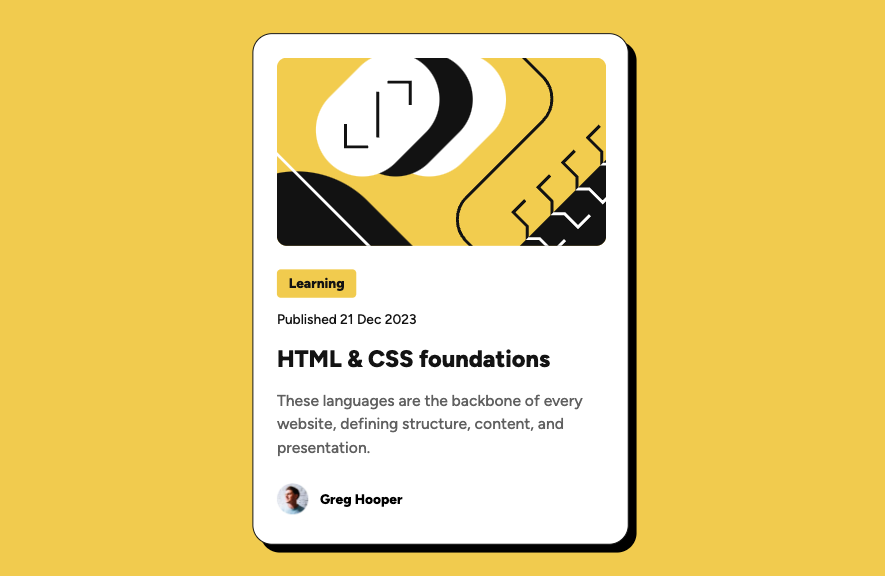 Learning
Published 21 Dec 2023
HTML & CSS foundations
These languages are the backbone of every
website, defining structure, content, and
presentation.
Greg Hooper